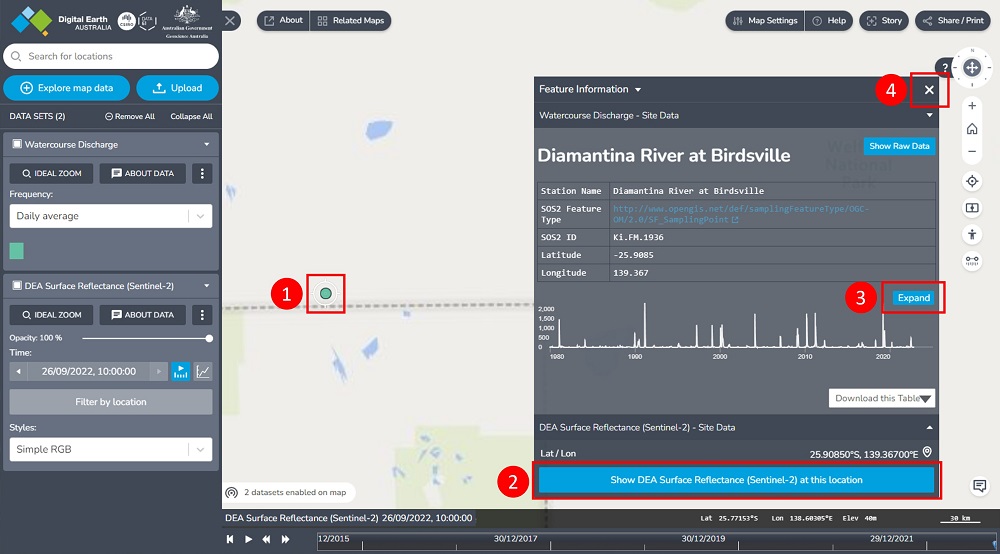 Digital Earth
AUSTRALIA
CSIRO
Australian Government
Geoscience Australia
About
Related Maps
Map Settings
Help
Story
Share / Print
Search for locations
Explore map data
Upload
DATA SETS (2)
Remove All
Collapse All
Watercourse Discharge
IDEAL ZOOM
ABOUT DATA
Frequency:
Daily average
DEA Surface Reflectance (Sentinel-2)
IDEAL ZOOM
ABOUT DATA
Opacity: 100 %
Time:
26/09/2022, 10:00:00
Filter by location
Styles:
Simple RGB
1
2 datasets enabled on map
4
?
N
Feature Information
Watercourse Discharge - Site Data
Show Raw Data
Diamantina River at Birdsville
National
Park
Station Name Diamantina River at Birdsville
SOS2 Feature Type http://www.opengis.net/def/samplingFeatureType/OGC-
OM/2.0/SF_SamplingPoint
SOS2 ID Ki.FM.1936
Latitude -25.9085
Longitude 139.367
3
Expand
2,000
1,500
1,000
500
0
1980 1990 2000 2010 2020
Download this Table
DEA Surface Reflectance (Sentinel-2) - Site Data
Lat / Lon 25.90850°S, 139.36700°E
2
Show DEA Surface Reflectance (Sentinel-2) at this location
DEA Surface Reflectance (Sentinel-2) 26/09/2022, 10:00:00
Lat 25.77153°S Lon 138.60305°E Elev 40m
30 km
12/2015 30/12/2017 30/12/2019 29/12/2021